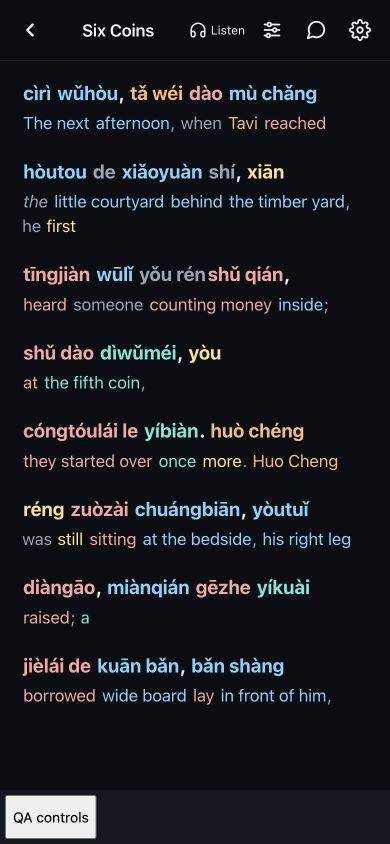 Six Coins
Listen
cìrì wǔhòu, tǎ wéi dào mù chǎng
The next afternoon, when Tavi reached
hòutou de xiǎoyuàn shí, xiān
the little courtyard behind the timber yard,
he first
tīngjiàn wūlǐ yǒu rén shǔ qián,
heard someone counting money inside;
shǔ dào dìwǔméi, yòu
at the fifth coin,
cóngtóulái le yíbiàn. huò chéng
they started over once more. Huo Cheng
réng zuòzài chuángbiān, yòutuǐ
was still sitting at the bedside, his right leg
diàngāo, miànqián gēzhe yíkuài
raised; a
jièlái de kuān bǎn, bǎn shàng
borrowed wide board lay in front of him,
QA controls